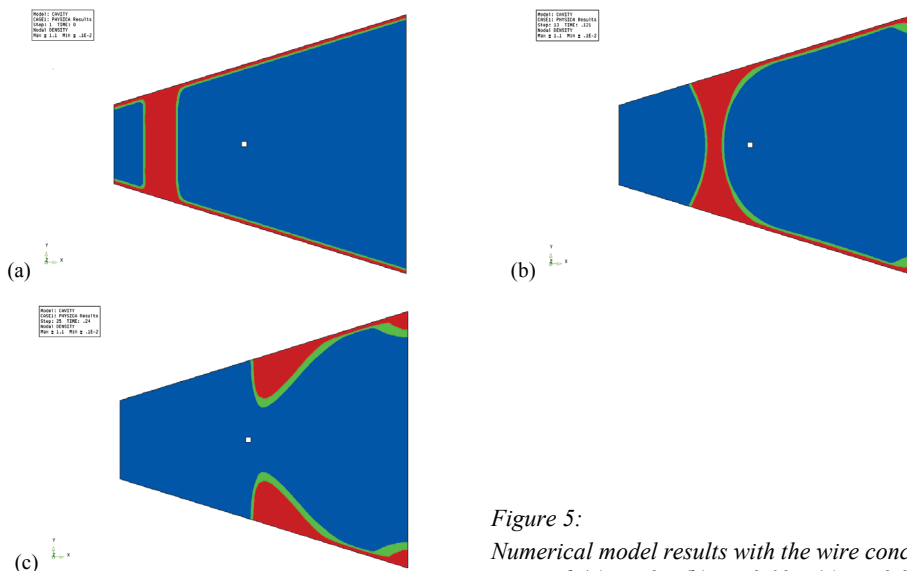 Model: CAVITY
CASE1: PHYSICA Results
Step: 1 TIME: 0
Nodal DENSITY
Max = 1.1 Min = .1E-2
Y
Z X
(a)
Model: CAVITY
CASE1: PHYSICA Results
Step: 13 TIME: .121
Nodal DENSITY
Max = 1.1 Min = .1E-2
Y
Z X
(b)
Model: CAVITY
CASE1: PHYSICA Results
Step: 25 TIME: .24
Nodal DENSITY
Max = 1.1 Min = .1E-2
Y
Z X
(c)
Figure 5:
Numerical model results with the wire